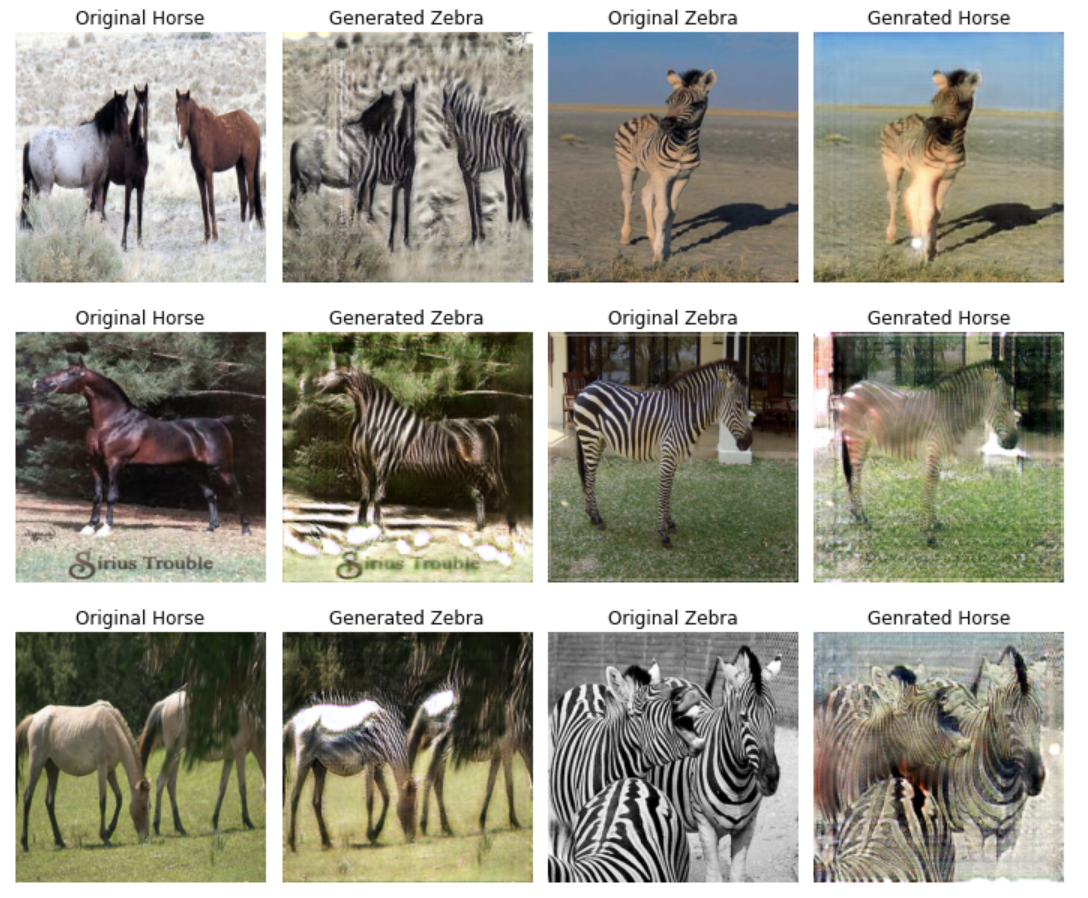 Original Horse Generated Zebra Original Zebra Genrated Horse
Original Horse Generated Zebra Original Zebra Genrated Horse
Sirius Trouble Sirius Trouble
Original Horse Generated Zebra Original Zebra Genrated Horse